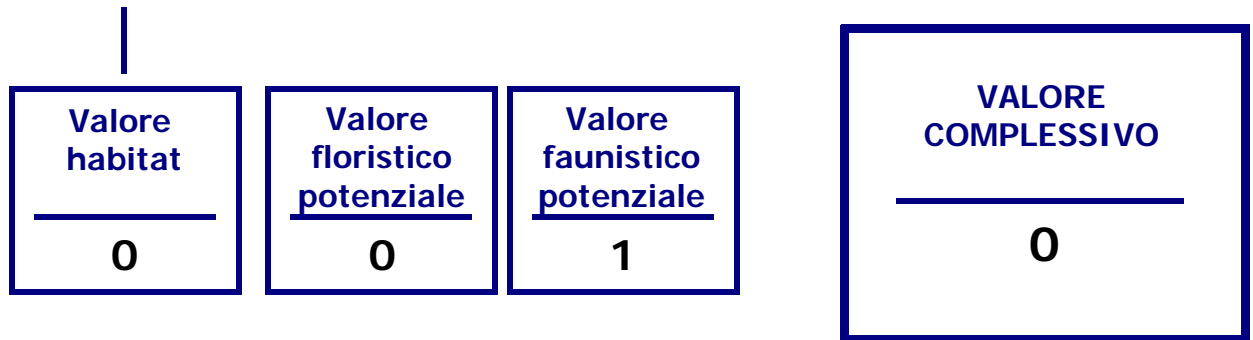 Valore
habitat
0
Valore
floristico
potenziale
0
Valore
faunistico
potenziale
1
VALORE
COMPLESSIVO
0